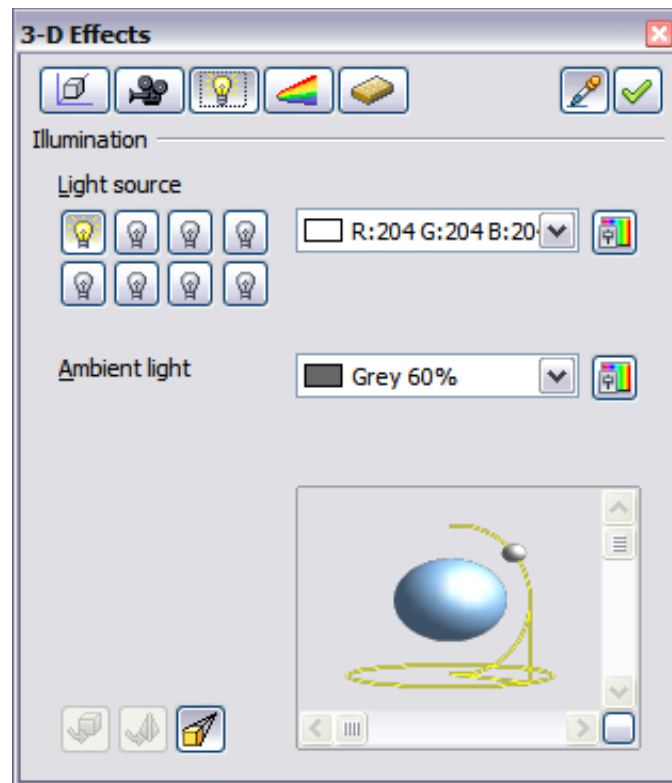 3-D Effects
Illumination
Light source
R:204 G:204 B:20
Ambient light
Grey 60%